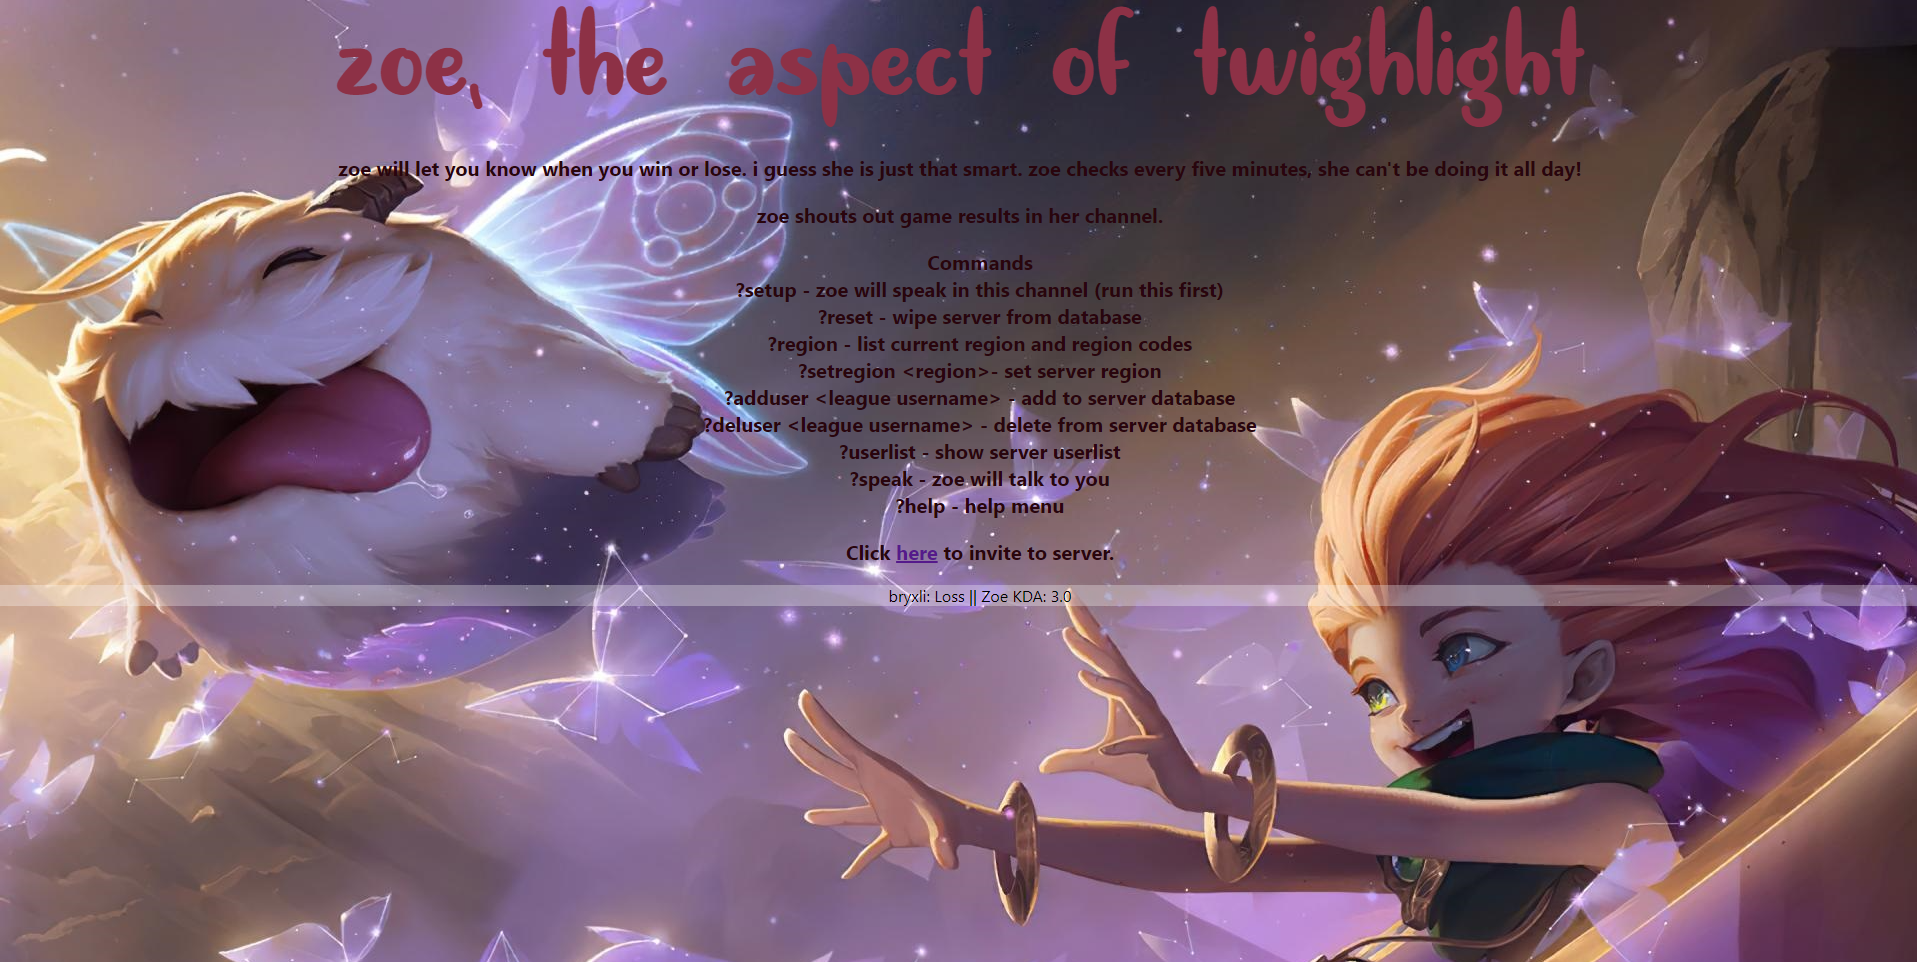 zoe, the aspect of twighlight
zoe will let you know when you win or lose. i guess she is just that smart. zoe checks every five minutes, she can't be doing it all day!
zoe shouts out game results in her channel.
Commands
?setup - zoe will speak in this channel (run this first)
?reset - wipe server from database
?region - list current region and region codes
?setregion <region>- set server region
?adduser <league username> - add to server database
?deluser <league username> - delete from server database
?userlist - show server userlist
?speak - zoe will talk to you
?help - help menu
Click here to invite to server.
bryxli: Loss || Zoe KDA: 3.0